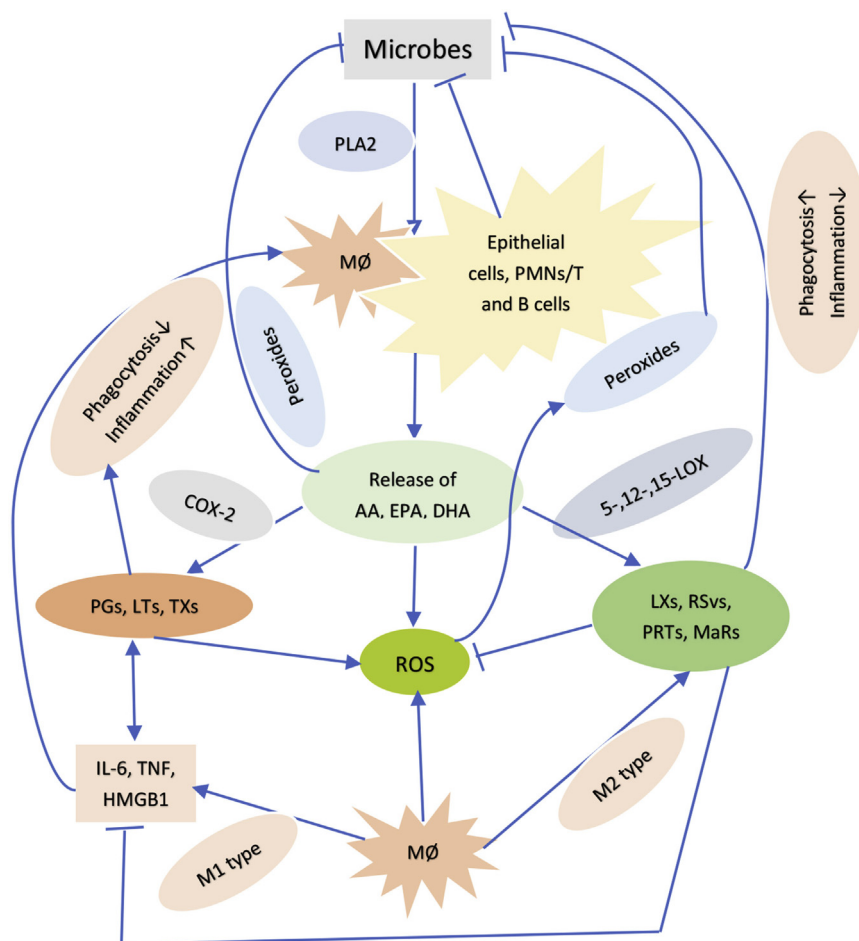 Microbes
PLA2
MØ
Epithelial
cells, PMNs/T
and B cells
Phagocytosis↑
Inflammation↓
Phagocytosis↓
Inflammation↑
Peroxides
Peroxides
Release of
AA, EPA, DHA
COX-2
5-,12-,15-LOX
PGs, LTs, TXs
LXs, RSvs,
PRTs, MaRs
ROS
IL-6, TNF,
HMGB1
M2 type
M1 type
MØ